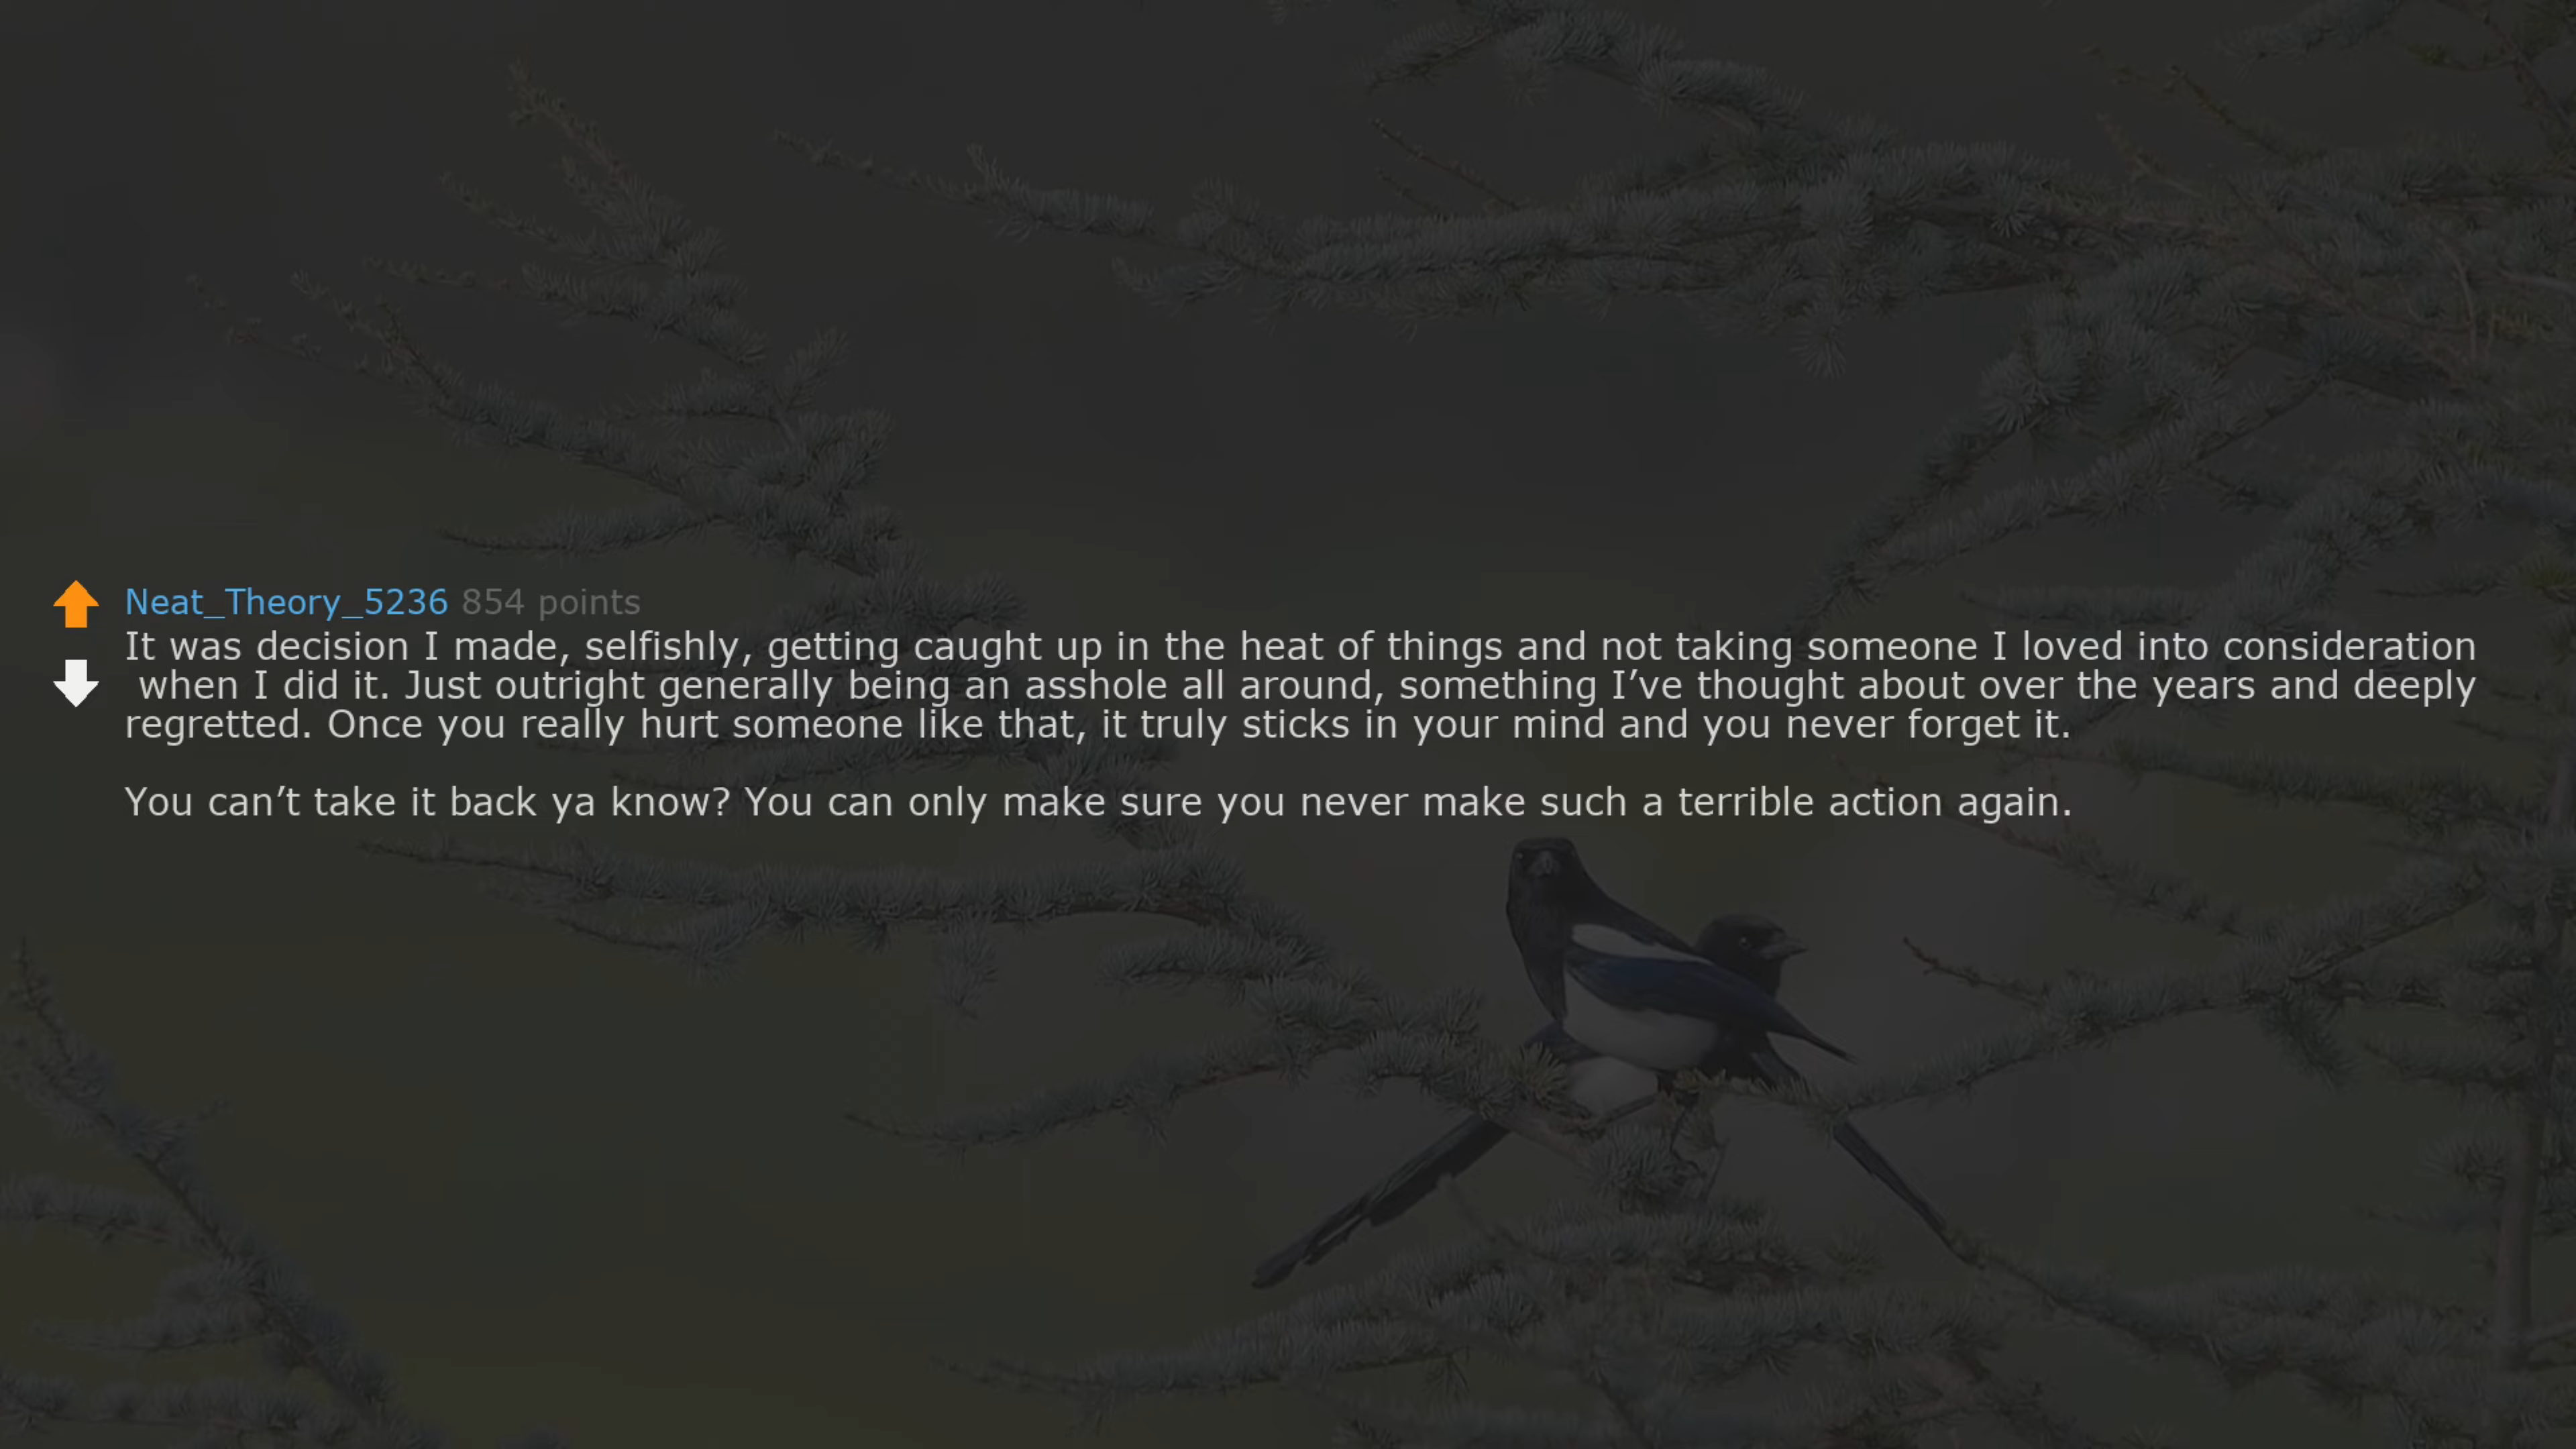 Neat_Theory_5236 854 points
It was decision I made, selfishly, getting caught up in the heat of things and not taking someone I loved into consideration
when I did it. Just outright generally being an asshole all around, something I’ve thought about over the years and deeply
regretted. Once you really hurt someone like that, it truly sticks in your mind and you never forget it.
You can’t take it back ya know? You can only make sure you never make such a terrible action again.